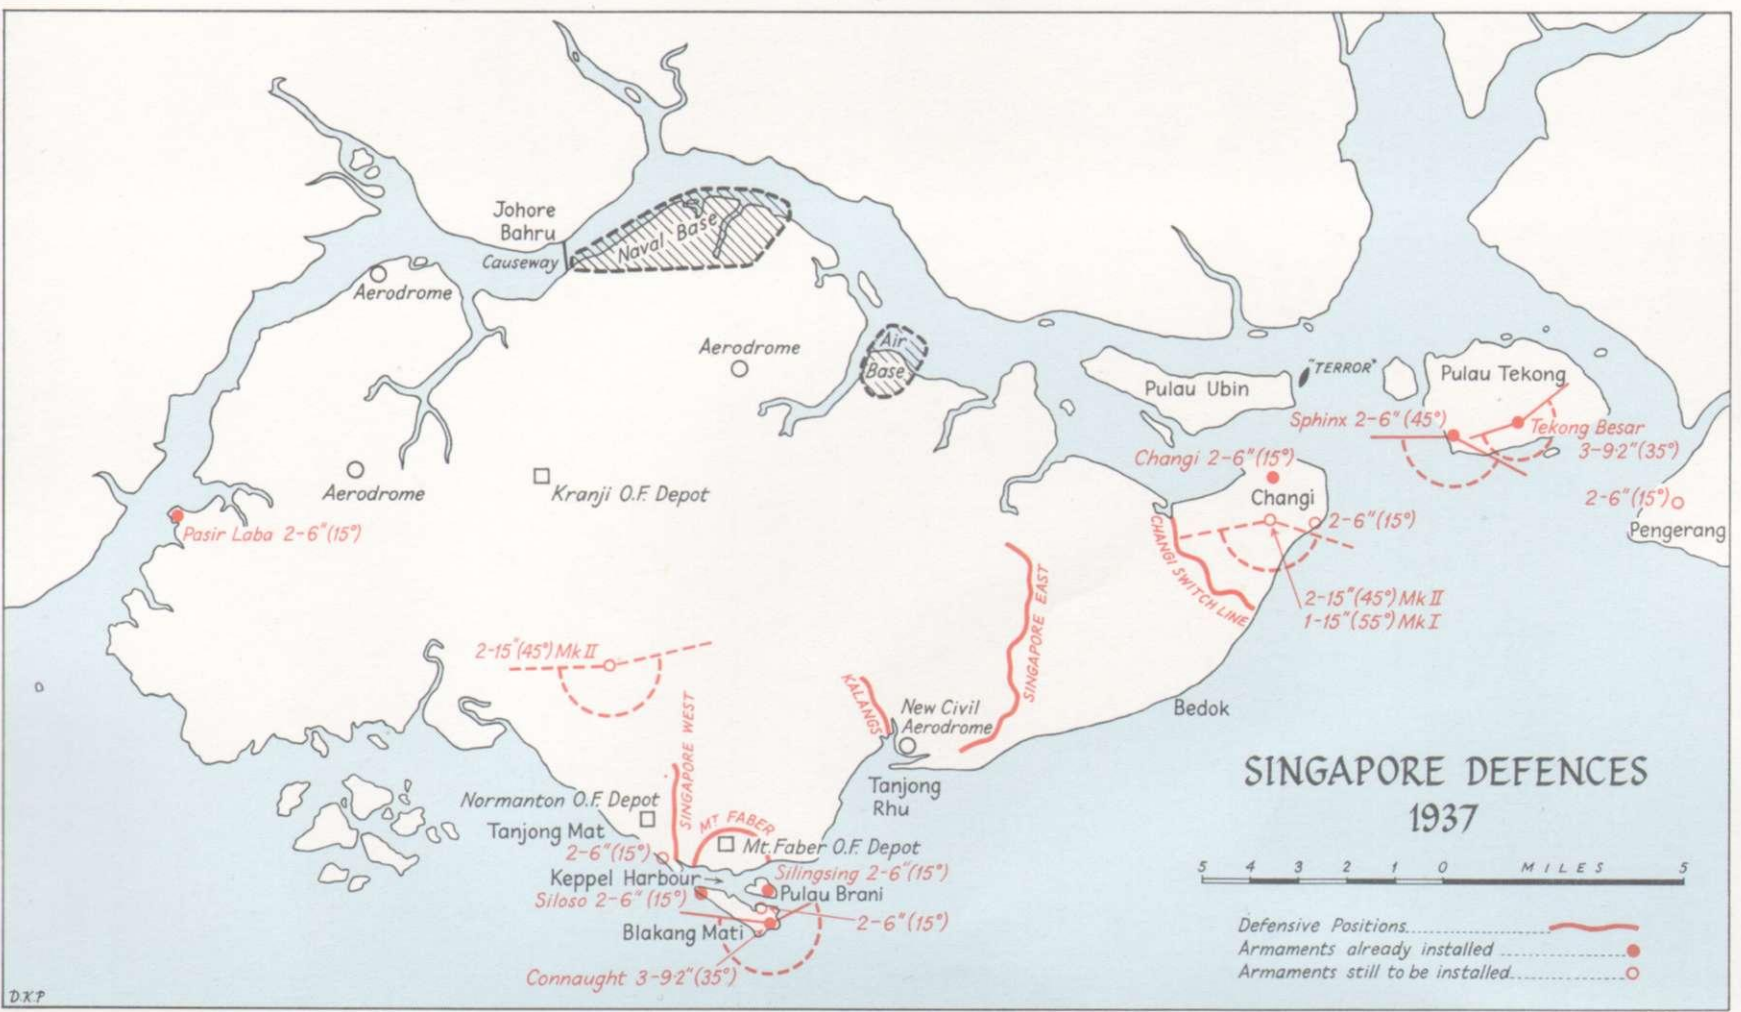 Johore
Bahru
Causeway
Naval Base
Aerodrome
Aerodrome
Air
Base
"TERROR"
Pulau Ubin
Pulau Tekong
Sphinx 2-6"(45°)
Tekong Besar
3-9·2"(35°)
Changi 2-6"(15°)
Changi
2-6"(15°)
2-6"(15°)
Pengerang
Aerodrome
Kranji O.F. Depot
Pasir Laba 2-6"(15°)
CHANGI SWITCH LINE
2-15"(45°) Mk II
1-15"(55°) Mk I
SINGAPORE EAST
2-15"(45°) Mk II
SINGAPORE WEST
KALANGS
New Civil
Aerodrome
Bedok
Tanjong
Rhu
Normanton O.F. Depot
Tanjong Mat
2-6"(15°)
MT FABER
Mt. Faber O.F. Depot
Keppel Harbour
Silingsing 2-6"(15°)
Siloso 2-6"(15°)
Pulau Brani
2-6"(15°)
Blakang Mati
Connaught 3-9·2"(35°)
SINGAPORE DEFENCES
1937
5 4 3 2 1 0 MILES 5
Defensive Positions
Armaments already installed
Armaments still to be installed
D.K.P